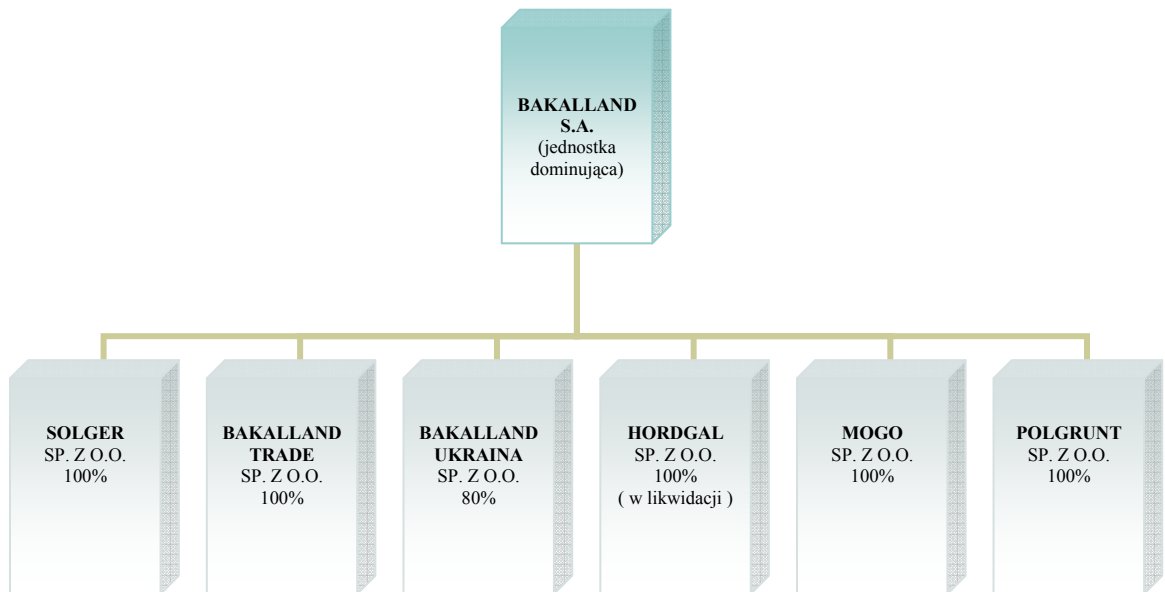 BAKALLAND
S.A.
(jednostka
dominująca)
SOLGER
SP. Z O.O.
100%
BAKALLAND
TRADE
SP. Z O.O.
100%
BAKALLAND
UKRAINA
SP. Z O.O.
80%
HORDGAL
SP. Z O.O.
100%
( w likwidacji )
MOGO
SP. Z O.O.
100%
POLGRUNT
SP. Z O.O.
100%